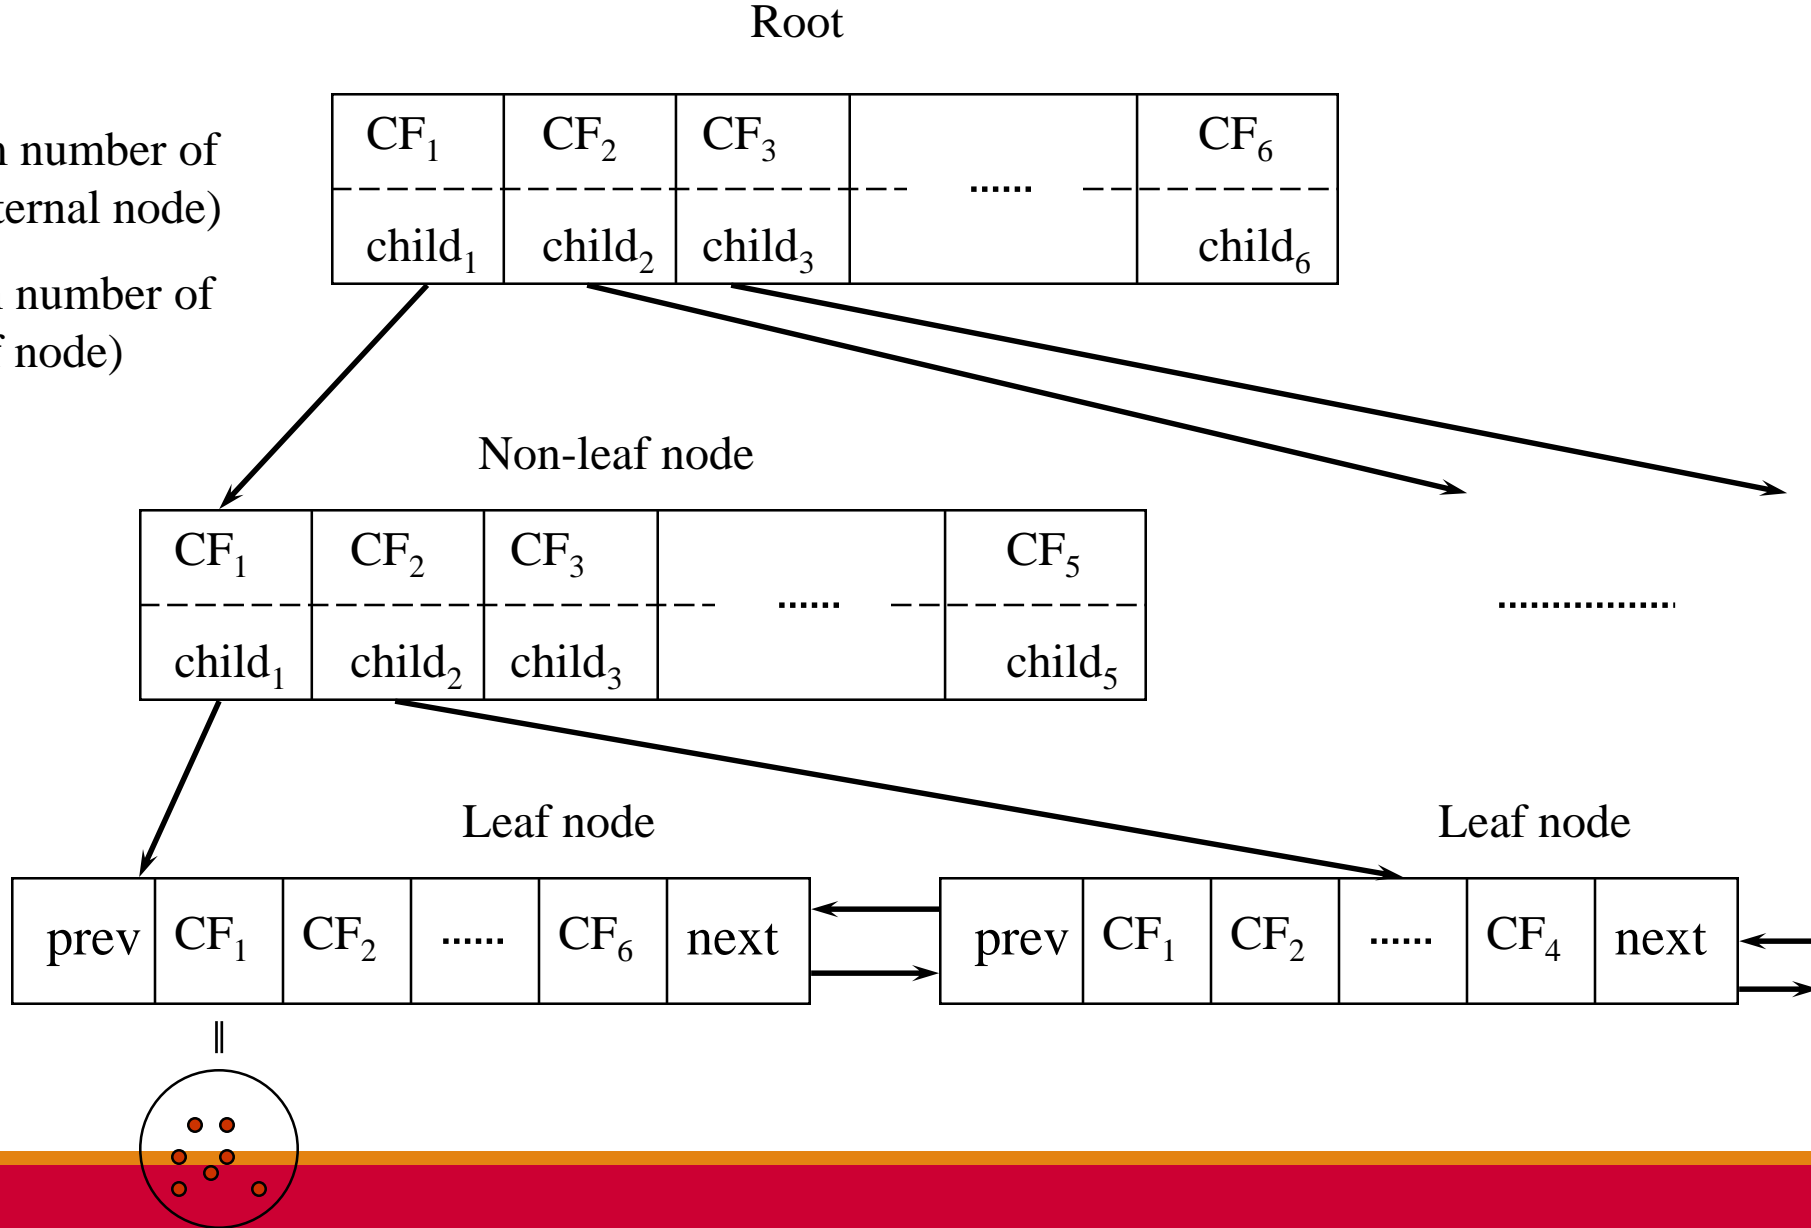 Root
CF₁ CF₂ CF₃ ...... CF₆
child₁ child₂ child₃ child₆
number of
node)
number of
node)
Non-leaf node
CF₁ CF₂ CF₃ ...... CF₅
child₁ child₂ child₃ child₅
Leaf node Leaf node
prev CF₁ CF₂ ...... CF₆ next prev CF₁ CF₂ ...... CF₄ next